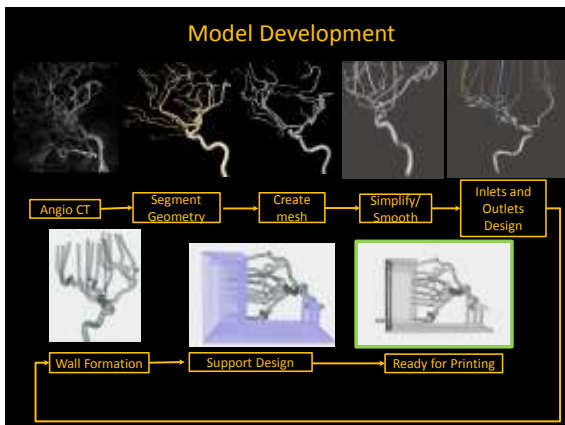 Model Development
Angio CT
Segment
Geometry
Create
mesh
Simplify/
Smooth
Inlets and
Outlets
Design
Wall Formation
Support Design
Ready for Printing